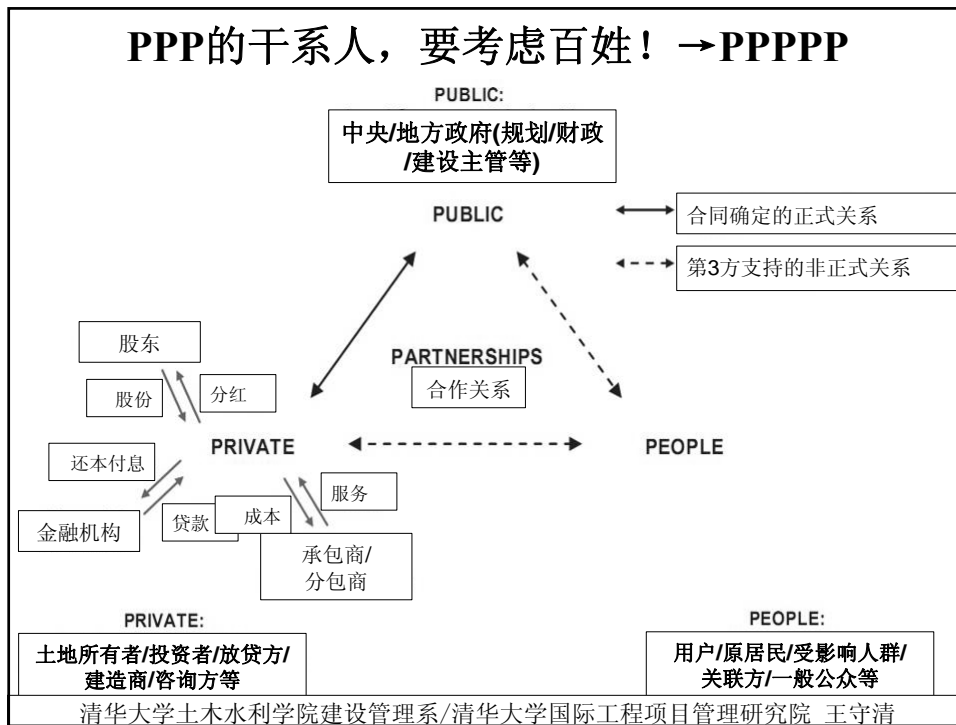 PPP的干系人，要考虑百姓！→PPPPP
PUBLIC:
中央/地方政府(规划/财政
/建设主管等)
PUBLIC
合同确定的正式关系
第3方支持的非正式关系
股东
PARTNERSHIPS
合作关系
股份
分红
PRIVATE
PEOPLE
还本付息
服务
金融机构
贷款
成本
承包商/
分包商
PRIVATE:
土地所有者/投资者/放贷方/
建造商/咨询方等
PEOPLE:
用户/原居民/受影响人群/
关联方/一般公众等
清华大学土木水利学院建设管理系/清华大学国际工程项目管理研究院 王守清